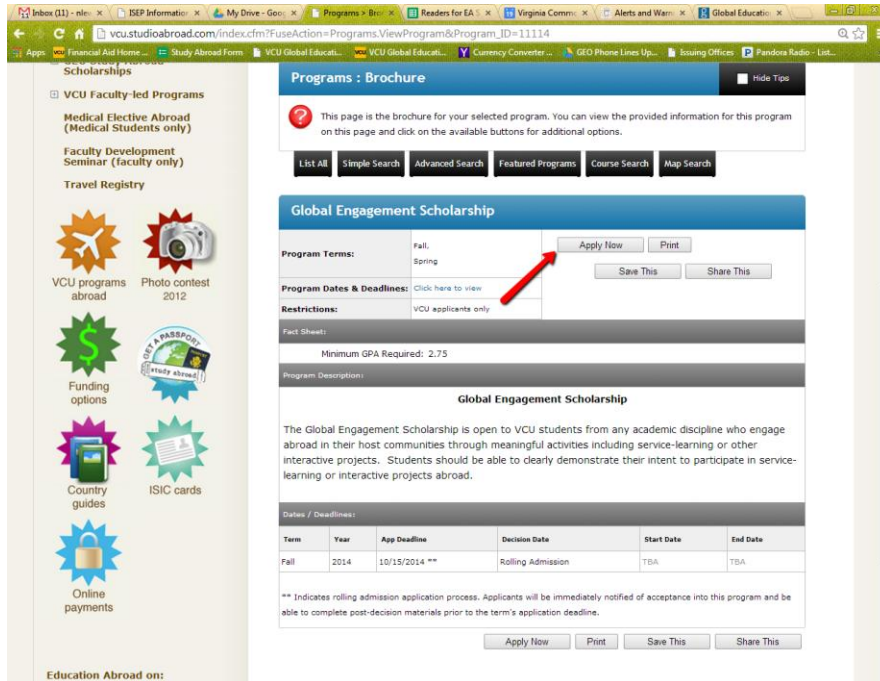 Inbox (11) - nlev
ISEP Informatio
My Drive - Goog
Programs > Broc
Readers for EA S
Virginia Commo
Alerts and Warn
Global Educatio
vcu.studioabroad.com/index.cfm?FuseAction=Programs.ViewProgram&Program_ID=11114
Apps
Financial Aid Home ...
Study Abroad Form
VCU Global Educati...
VCU Global Educati...
Currency Converter ...
GEO Phone Lines Up...
Issuing Offices
Pandora Radio - List...
GEO Study Abroad
Scholarships
VCU Faculty-led Programs
Medical Elective Abroad
(Medical Students only)
Faculty Development
Seminar (faculty only)
Travel Registry
VCU programs
abroad
Photo contest
2012
Funding
options
GET A PASSPORT
study abroad
Country
guides
ISIC cards
Online
payments
Education Abroad on:
Programs : Brochure
Hide Tips
This page is the brochure for your selected program. You can view the provided information for this program
on this page and click on the available buttons for additional options.
List All
Simple Search
Advanced Search
Featured Programs
Course Search
Map Search
Global Engagement Scholarship
Program Terms:
Fall,
Spring
Apply Now
Print
Save This
Share This
Program Dates & Deadlines:
Click here to view
Restrictions:
VCU applicants only
Fact Sheet:
Minimum GPA Required: 2.75
Program Description:
Global Engagement Scholarship
The Global Engagement Scholarship is open to VCU students from any academic discipline who engage
abroad in their host communities through meaningful activities including service-learning or other
interactive projects. Students should be able to clearly demonstrate their intent to participate in service-
learning or interactive projects abroad.
Dates / Deadlines:
Term Year App Deadline Decision Date Start Date End Date
Fall 2014 10/15/2014 ** Rolling Admission TBA TBA
** Indicates rolling admission application process. Applicants will be immediately notified of acceptance into this program and be
able to complete post-decision materials prior to the term's application deadline.
Apply Now
Print
Save This
Share This